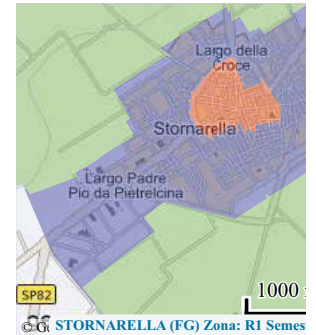 Largo della
Croce
Stornarella
Largo Padre
Pio da Pietrelcina
SP82
1000
STORNARELLA (FG) Zona: R1 Semes